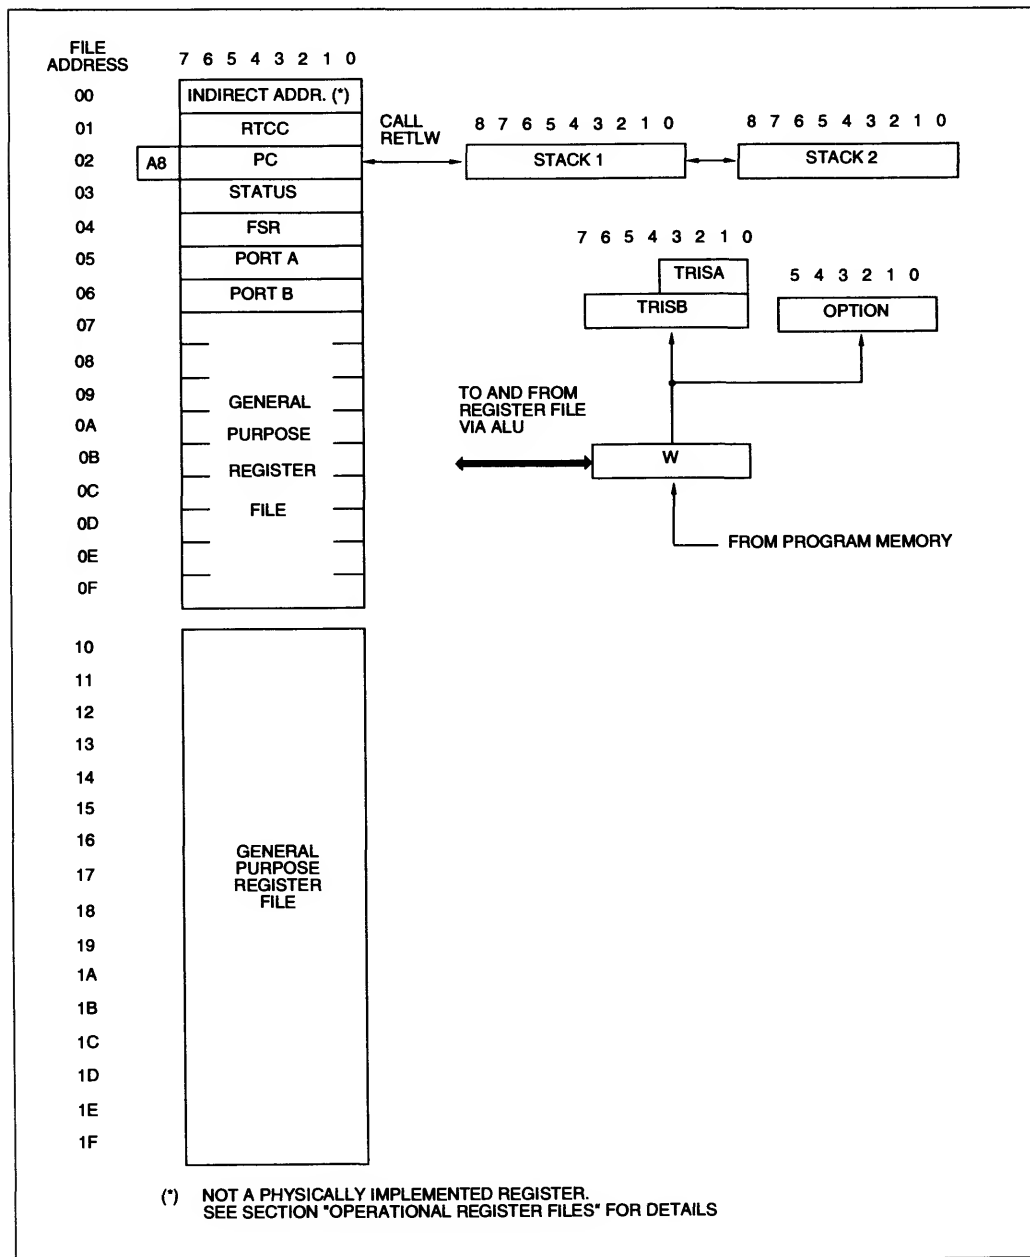 FILE
ADDRESS
7 6 5 4 3 2 1 0
00 INDIRECT ADDR. (*)
01 RTCC
CALL
RETLW
8 7 6 5 4 3 2 1 0
8 7 6 5 4 3 2 1 0
02 A8 PC
STACK 1
STACK 2
03 STATUS
04 FSR
05 PORT A
06 PORT B
07
08
09
0A
0B
0C
0D
0E
0F
GENERAL
PURPOSE
REGISTER
FILE
7 6 5 4 3 2 1 0
TRISA
TRISB
5 4 3 2 1 0
OPTION
TO AND FROM
REGISTER FILE
VIA ALU
W
FROM PROGRAM MEMORY
10
11
12
13
14
15
16
17
18
19
1A
1B
1C
1D
1E
1F
GENERAL
PURPOSE
REGISTER
FILE
(*) NOT A PHYSICALLY IMPLEMENTED REGISTER.
SEE SECTION "OPERATIONAL REGISTER FILES" FOR DETAILS